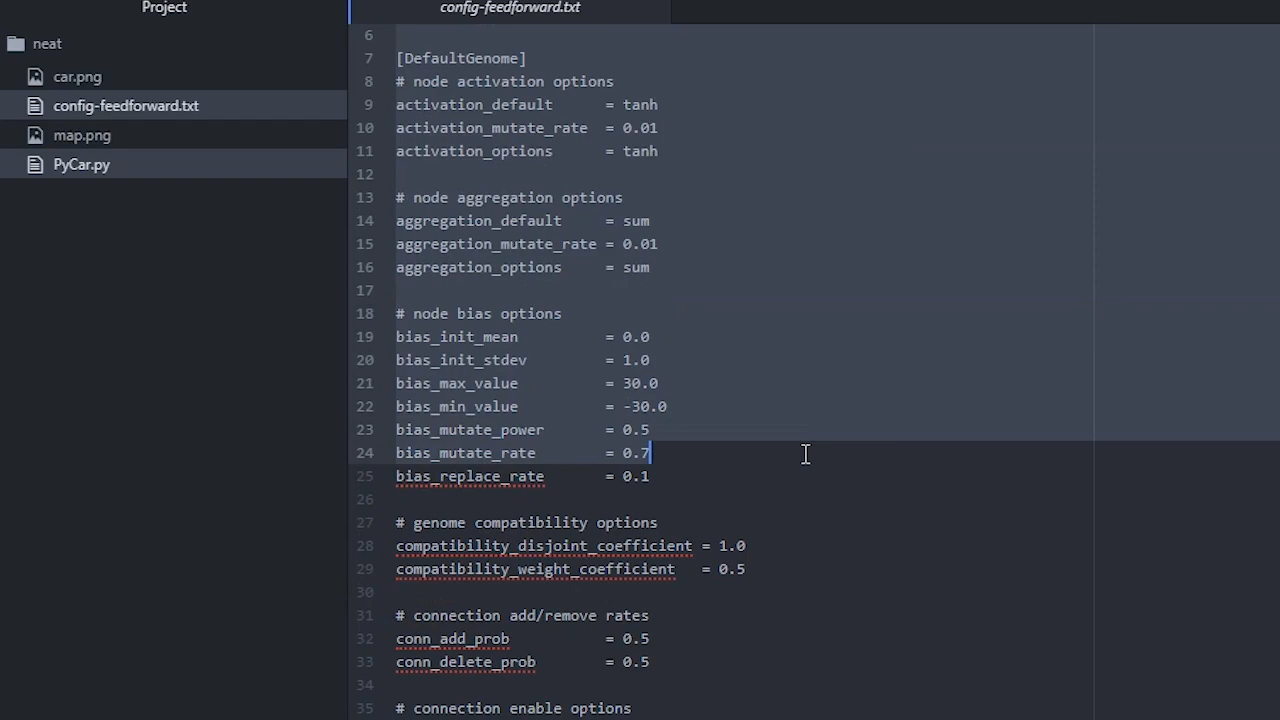 Project
neat
car.png
config-feedforward.txt
map.png
PyCar.py
config-feedforward.txt
6
7 [DefaultGenome]
8 # node activation options
9 activation_default = tanh
10 activation_mutate_rate = 0.01
11 activation_options = tanh
12
13 # node aggregation options
14 aggregation_default = sum
15 aggregation_mutate_rate = 0.01
16 aggregation_options = sum
17
18 # node bias options
19 bias_init_mean = 0.0
20 bias_init_stdev = 1.0
21 bias_max_value = 30.0
22 bias_min_value = -30.0
23 bias_mutate_power = 0.5
24 bias_mutate_rate = 0.7
25 bias_replace_rate = 0.1
26
27 # genome compatibility options
28 compatibility_disjoint_coefficient = 1.0
29 compatibility_weight_coefficient = 0.5
30
31 # connection add/remove rates
32 conn_add_prob = 0.5
33 conn_delete_prob = 0.5
34
35 # connection enable options